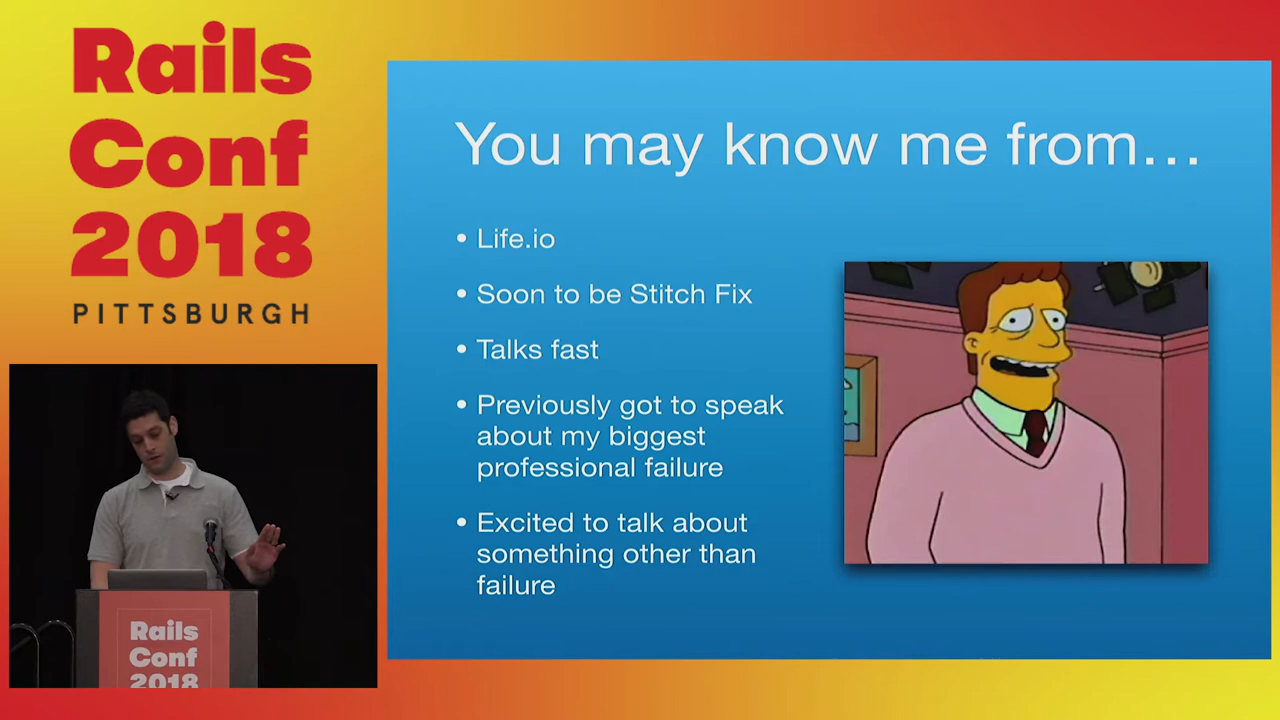 Rails
Conf
2018
PITTSBURGH
You may know me from...
• Life.io
• Soon to be Stitch Fix
• Talks fast
• Previously got to speak
about my biggest
professional failure
• Excited to talk about
something other than
failure
Rails
Conf
2018